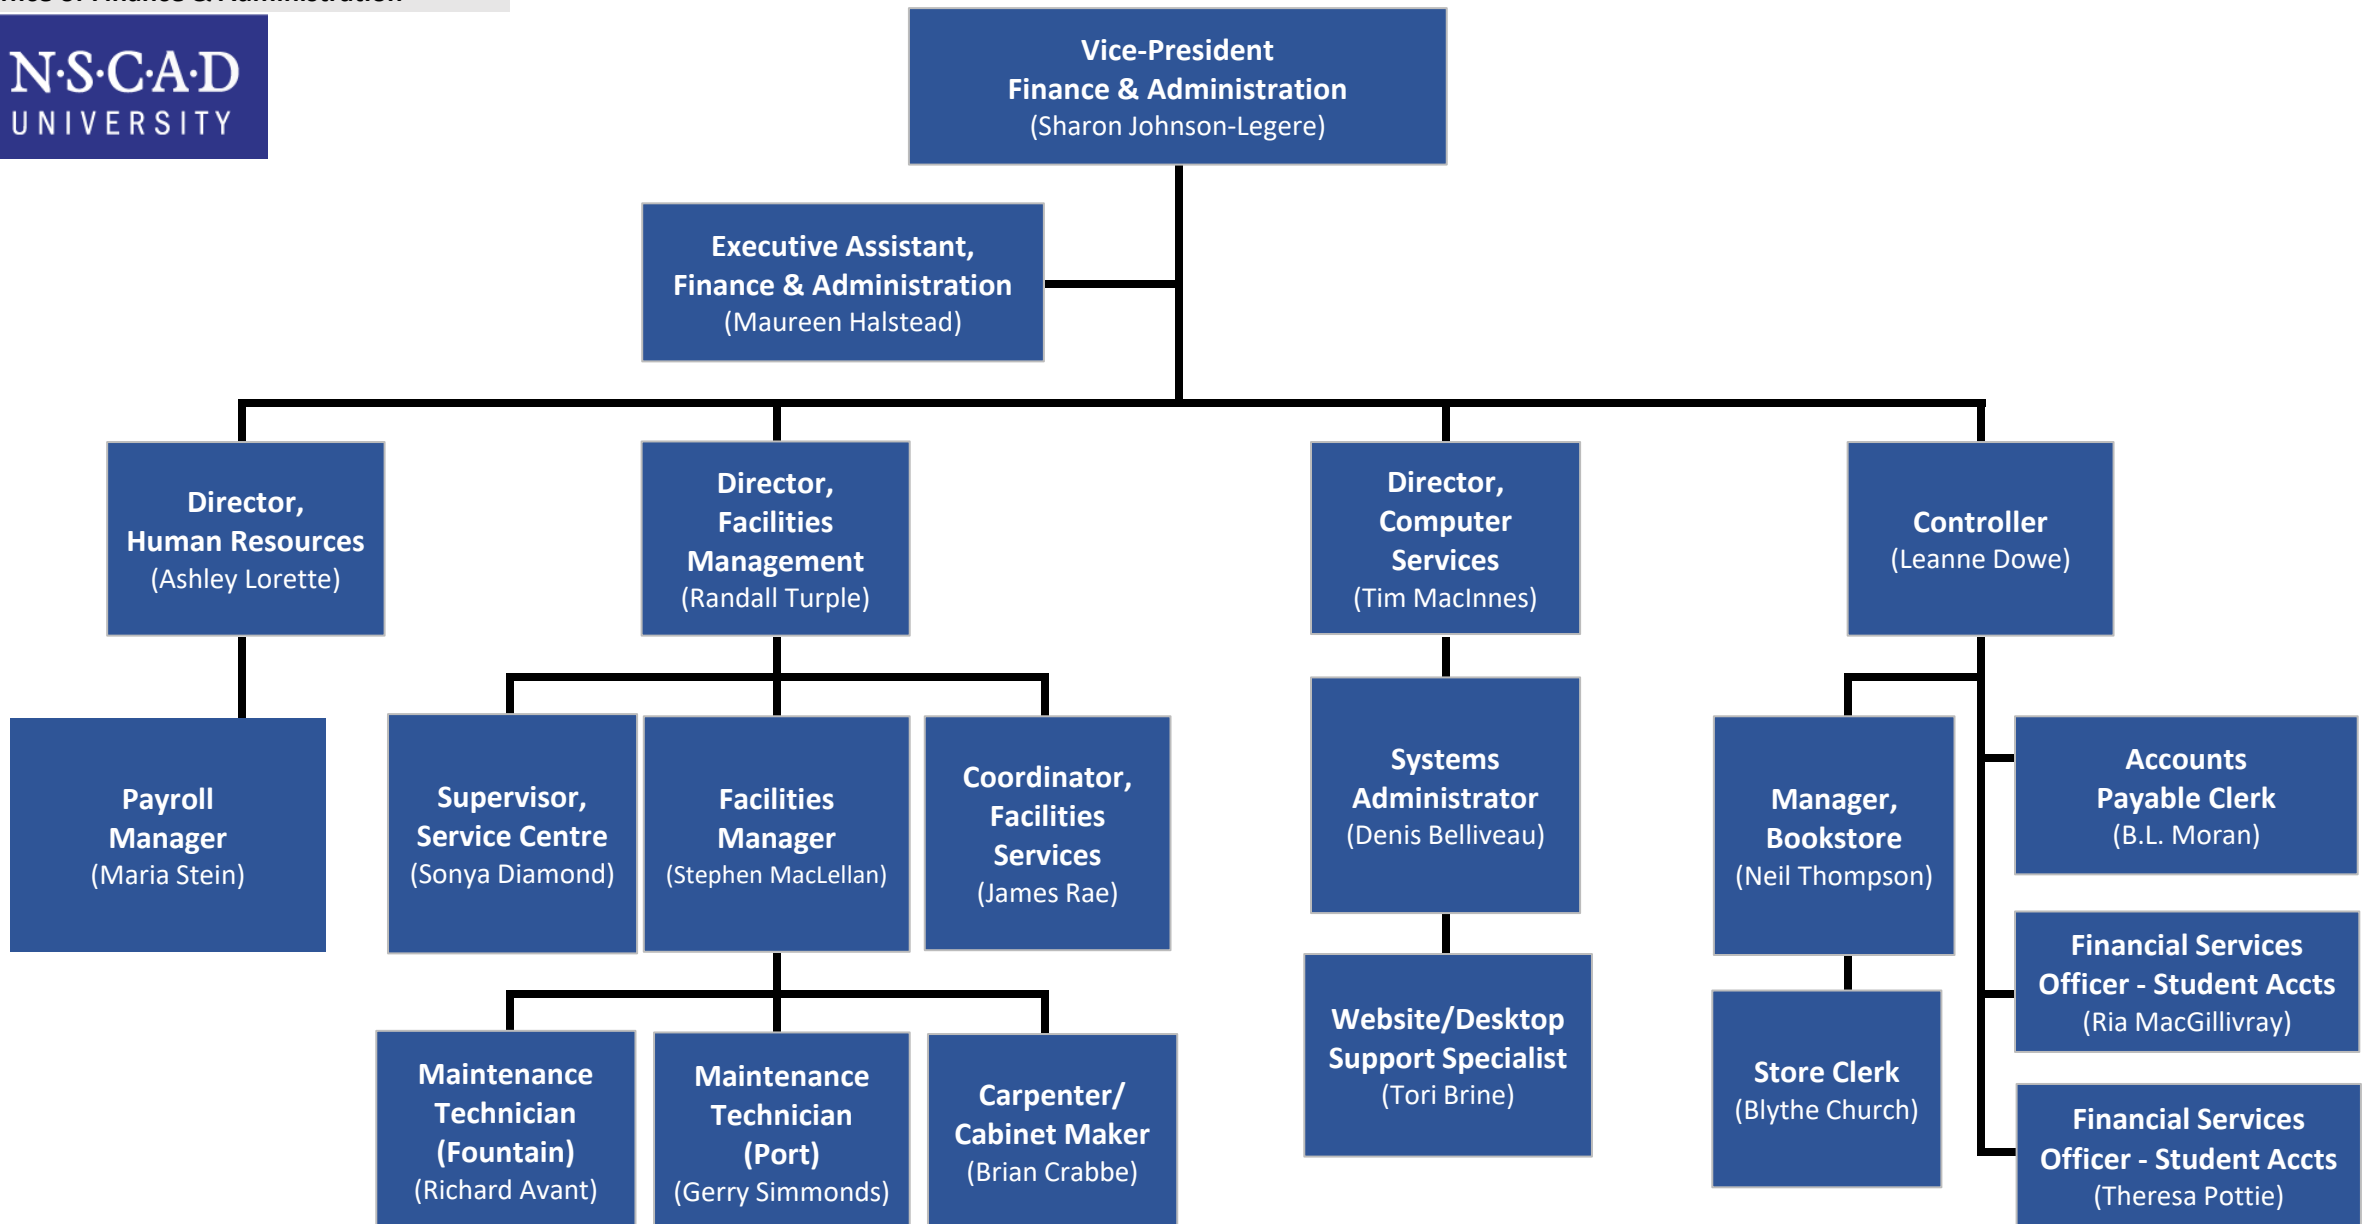 Finance & Administration
N·S·C·A·D
UNIVERSITY
Vice-President
Finance & Administration
(Sharon Johnson-Legere)
Executive Assistant,
Finance & Administration
(Maureen Halstead)
Director,
Human Resources
(Ashley Lorette)
Director,
Facilities
Management
(Randall Turple)
Director,
Computer
Services
(Tim MacInnes)
Controller
(Leanne Dowe)
Payroll
Manager
(Maria Stein)
Supervisor,
Service Centre
(Sonya Diamond)
Facilities
Manager
(Stephen MacLellan)
Coordinator,
Facilities
Services
(James Rae)
Systems
Administrator
(Denis Belliveau)
Manager,
Bookstore
(Neil Thompson)
Accounts
Payable Clerk
(B.L. Moran)
Financial Services
Officer - Student Accts
(Ria MacGillivray)
Maintenance
Technician
(Fountain)
(Richard Avant)
Maintenance
Technician
(Port)
(Gerry Simmonds)
Carpenter/
Cabinet Maker
(Brian Crabbe)
Website/Desktop
Support Specialist
(Tori Brine)
Store Clerk
(Blythe Church)
Financial Services
Officer - Student Accts
(Theresa Pottie)